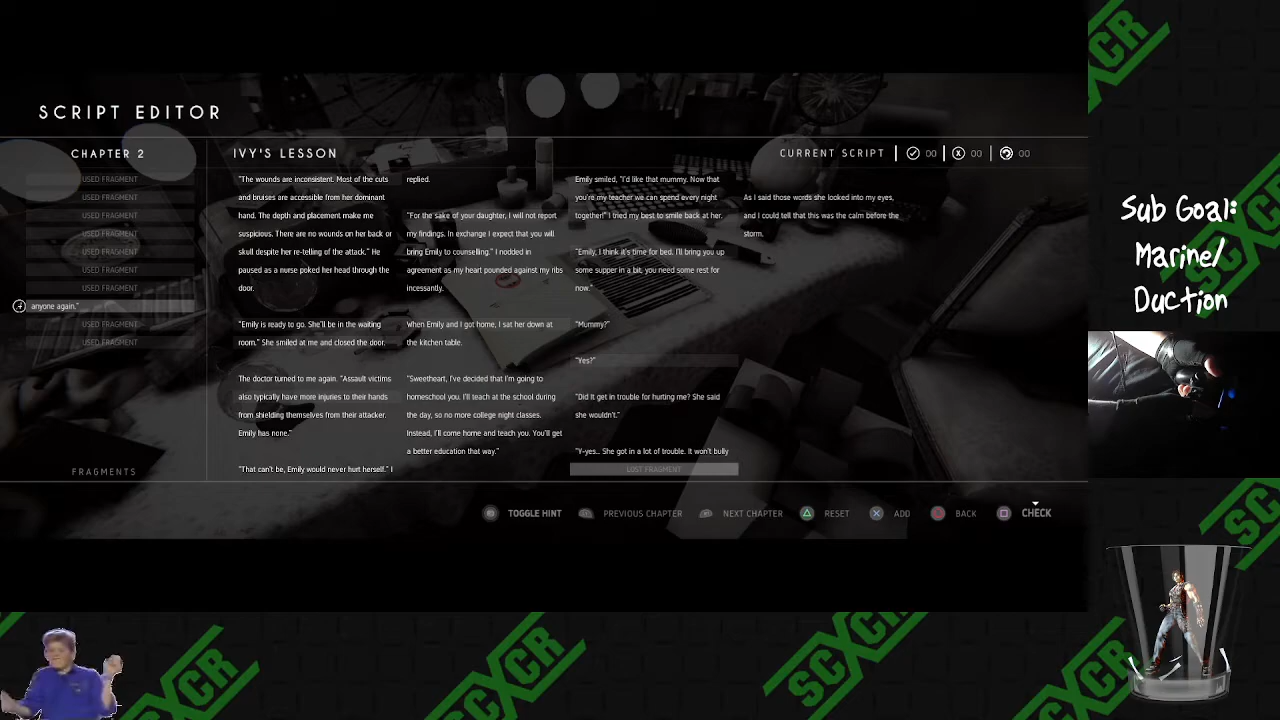 SCRIPT EDITOR
CHAPTER 2
USED FRAGMENT
USED FRAGMENT
USED FRAGMENT
USED FRAGMENT
USED FRAGMENT
USED FRAGMENT
USED FRAGMENT
anyone again."
USED FRAGMENT
USED FRAGMENT
FRAGMENTS
IVY'S LESSON
CURRENT SCRIPT
00
00
00
"The wounds are inconsistent. Most of the cuts
and bruises are accessible from her dominant
hand. The depth and placement make me
suspicious. There are no wounds on her back or
skull despite her re-telling of the attack." He
paused as a nurse poked her head through the
door.
"Emily is ready to go. She'll be in the waiting
room." She smiled at me and closed the door.
The doctor turned to me again. "Assault victims
also typically have more injuries to their hands
from shielding themselves from their attacker.
Emily has none."
"That can't be, Emily would never hurt herself." I
replied.
"For the sake of your daughter, I will not report
my findings. In exchange I expect that you will
bring Emily to counselling." I nodded in
agreement as my heart pounded against my ribs
incessantly.
When Emily and I got home, I sat her down at
the kitchen table.
"Sweetheart, I've decided that I'm going to
homeschool you. I'll teach at the school during
the day, so no more college night classes.
Instead, I'll come home and teach you. You'll get
a better education that way."
Emily smiled, "I'd like that mummy. Now that
you're my teacher we can spend every right
together!" I tried my best to smile back at her.
"Emily, I think it's time for bed. I'll bring you up
some supper in a bit, you need some rest for
now."
"Mummy?"
"Yes?"
"Did It get in trouble for hurting me? She said
she wouldn't."
"Y-yes... She got in a lot of trouble. It won't bully
LOST FRAGMENT
As I said those words she looked into my eyes,
and I could tell that this was the calm before the
storm.
TOGGLE HINT
PREVIOUS CHAPTER
NEXT CHAPTER
RESET
ADD
BACK
CHECK
Sub Goal:
Marine/
Duction
SCXCR
SCXCR
SCXCR
SCXCR
SCXCR
SCXCR
SCXCR